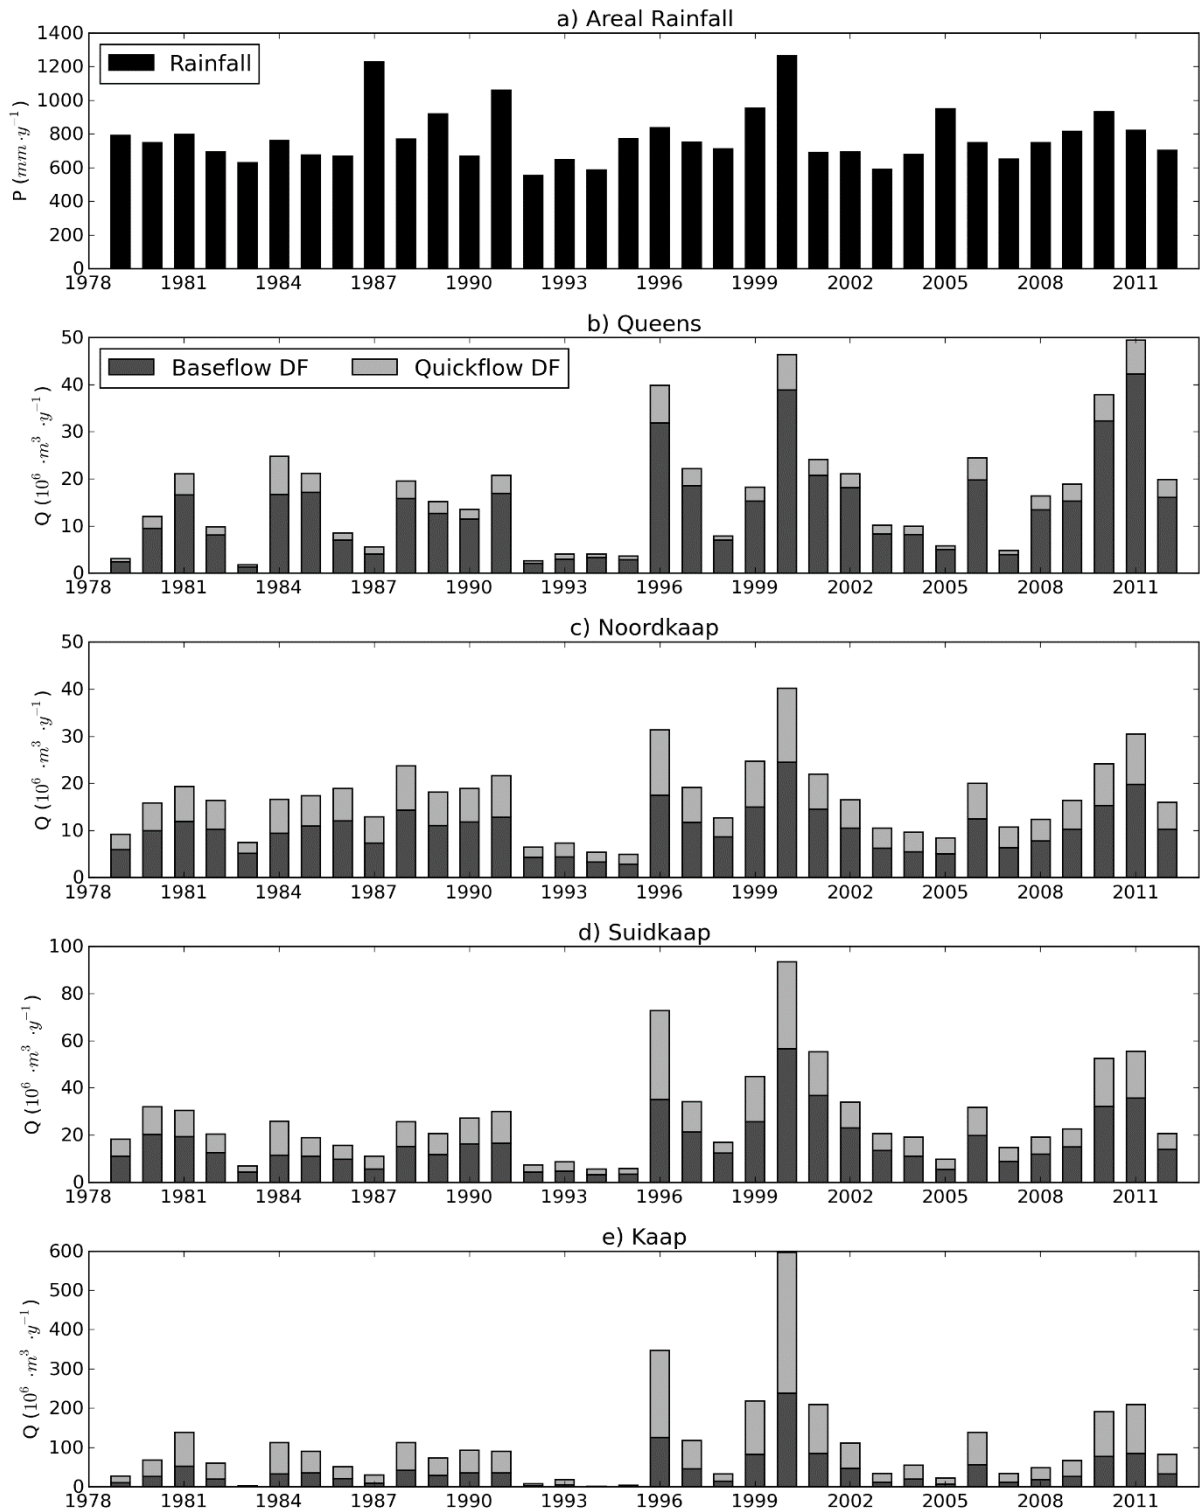 a) Areal Rainfall
1400
1200
1000
800
600
400
200
0
P (mm ·y⁻¹)
Rainfall
1978 1981 1984 1987 1990 1993 1996 1999 2002 2005 2008 2011
b) Queens
50
40
30
20
10
0
Q (10⁶ ·m³ ·y⁻¹)
Baseflow DF Quickflow DF
1978 1981 1984 1987 1990 1993 1996 1999 2002 2005 2008 2011
c) Noordkaap
50
40
30
20
10
0
Q (10⁶ ·m³ ·y⁻¹)
1978 1981 1984 1987 1990 1993 1996 1999 2002 2005 2008 2011
d) Suidkaap
100
80
60
40
20
0
Q (10⁶ ·m³ ·y⁻¹)
1978 1981 1984 1987 1990 1993 1996 1999 2002 2005 2008 2011
e) Kaap
600
500
400
300
200
100
0
Q (10⁶ ·m³ ·y⁻¹)
1978 1981 1984 1987 1990 1993 1996 1999 2002 2005 2008 2011